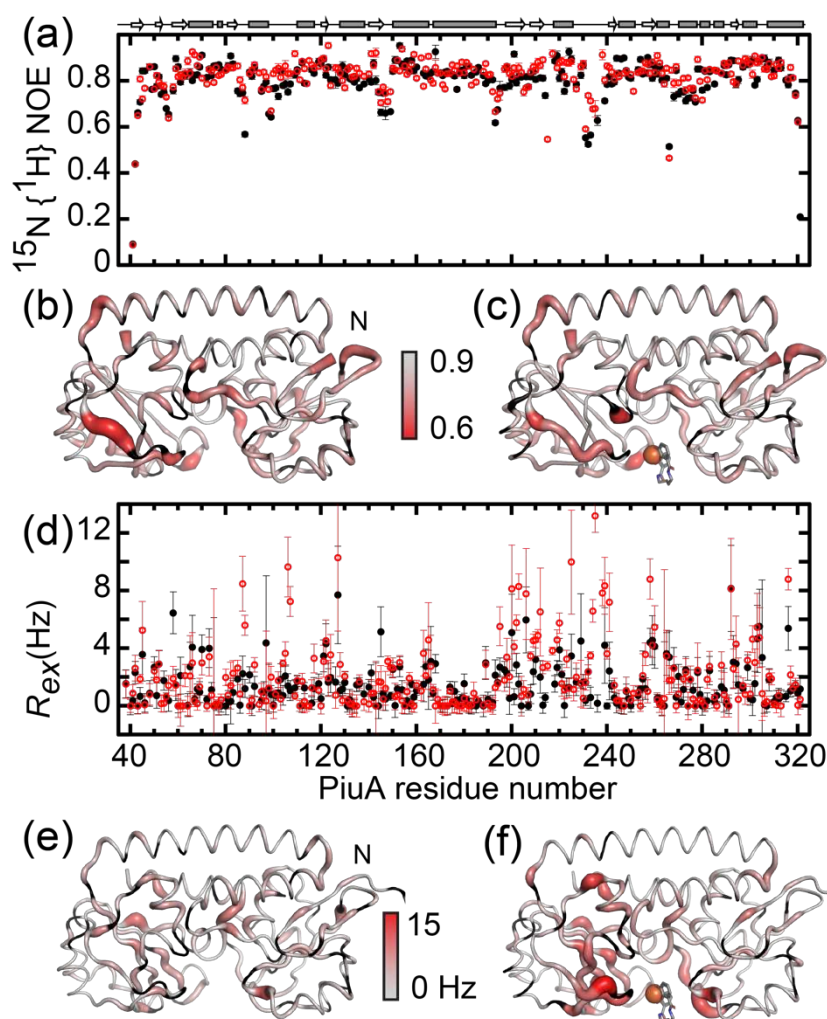 (a)
¹⁵N {¹H} NOE
0.8
0.6
0.4
0.2
0
(b)
N
0.9
0.6
(c)
(d)
Rex(Hz)
12
8
4
0
40 80 120 160 200 240 280 320
PiuA residue number
(e)
N
15
0 Hz
(f)